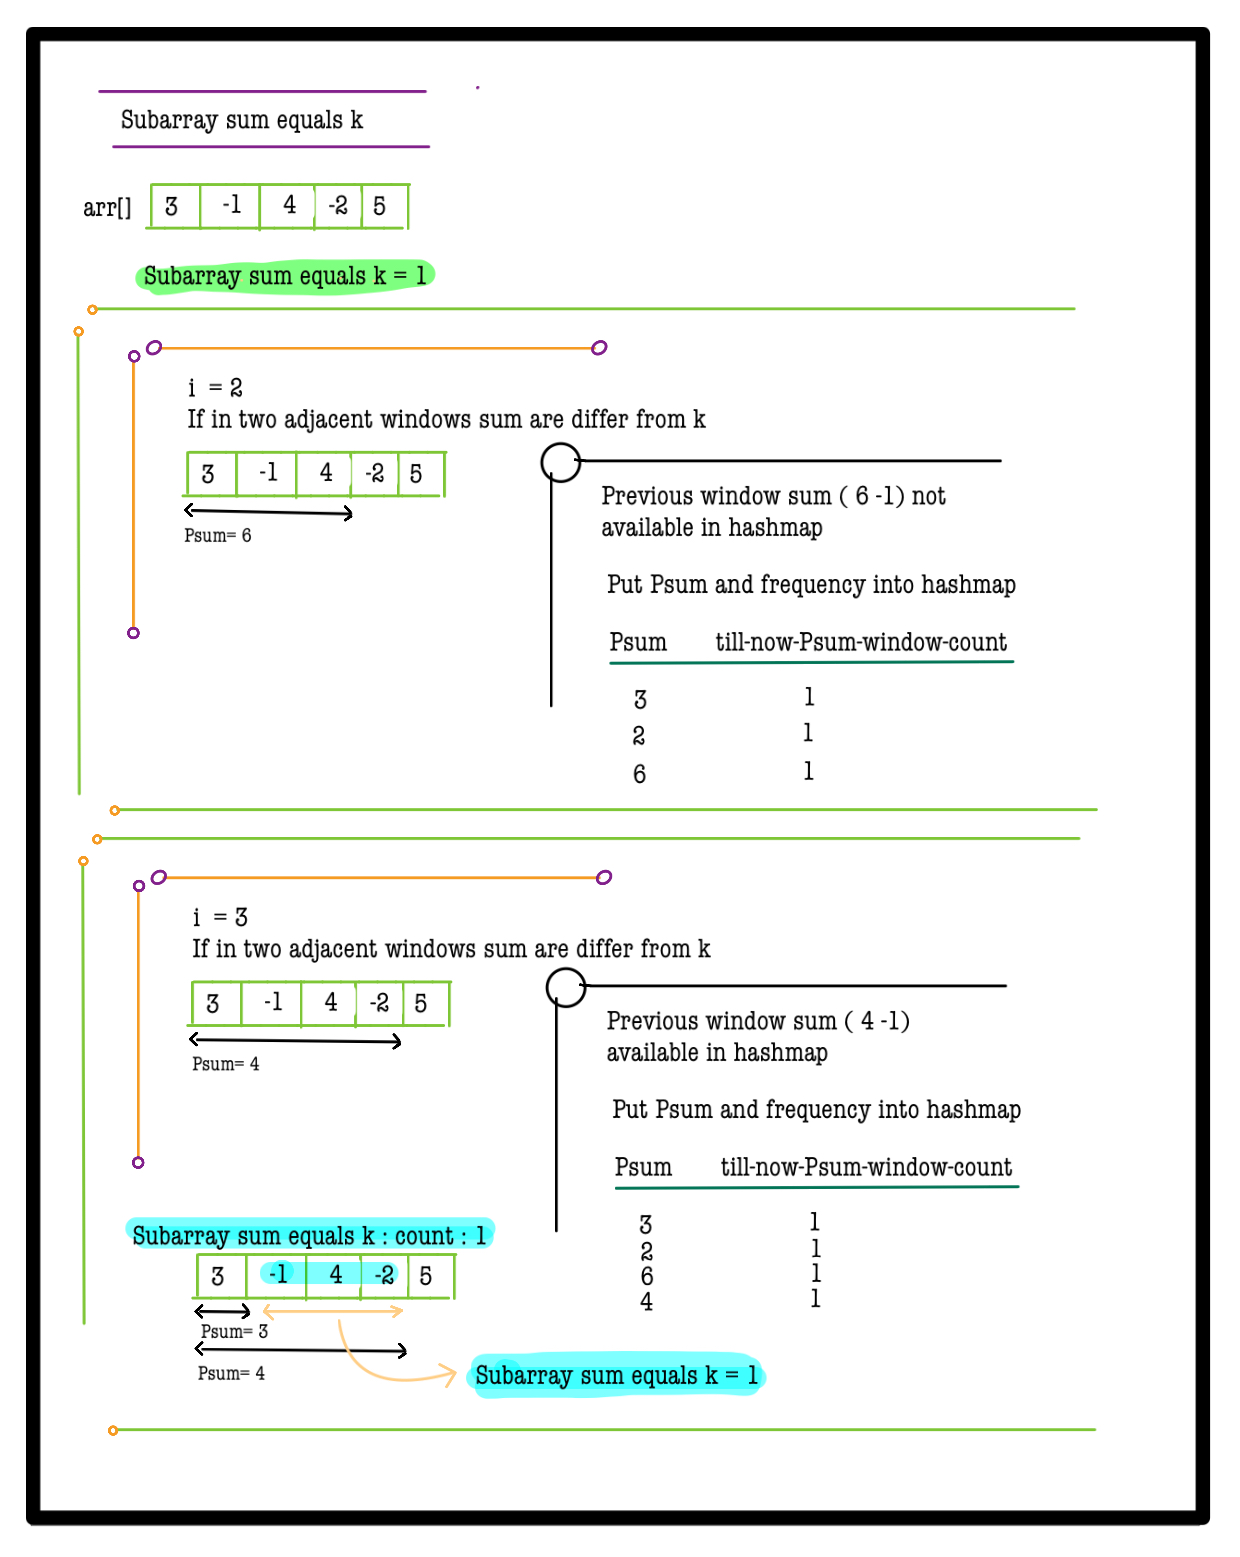 Subarray sum equals k
arr[] 3 -1 4 -2 5
Subarray sum equals k = 1
i = 2
If in two adjacent windows sum are differ from k
3 -1 4 -2 5
Psum= 6
Previous window sum ( 6 -1) not
available in hashmap
Put Psum and frequency into hashmap
Psum till-now-Psum-window-count
3 1
2 1
6 1
i = 3
If in two adjacent windows sum are differ from k
3 -1 4 -2 5
Psum= 4
Previous window sum ( 4 -1)
available in hashmap
Put Psum and frequency into hashmap
Psum till-now-Psum-window-count
3 1
2 1
6 1
4 1
Subarray sum equals k : count : 1
3 -1 4 -2 5
Psum= 3
Psum= 4
Subarray sum equals k = 1